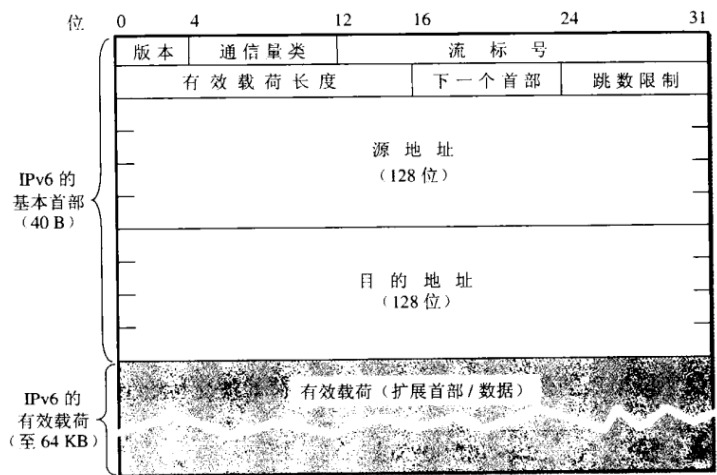 位 0 4 12 16 24 31
版本 通信量类 流标号
有效载荷长度 下一个首部 跳数限制
源地址
(128 位)
IPv6 的
基本首部
(40 B)
目的地址
(128 位)
有效载荷(扩展首部 / 数据)
IPv6 的
有效载荷
(至 64 KB)